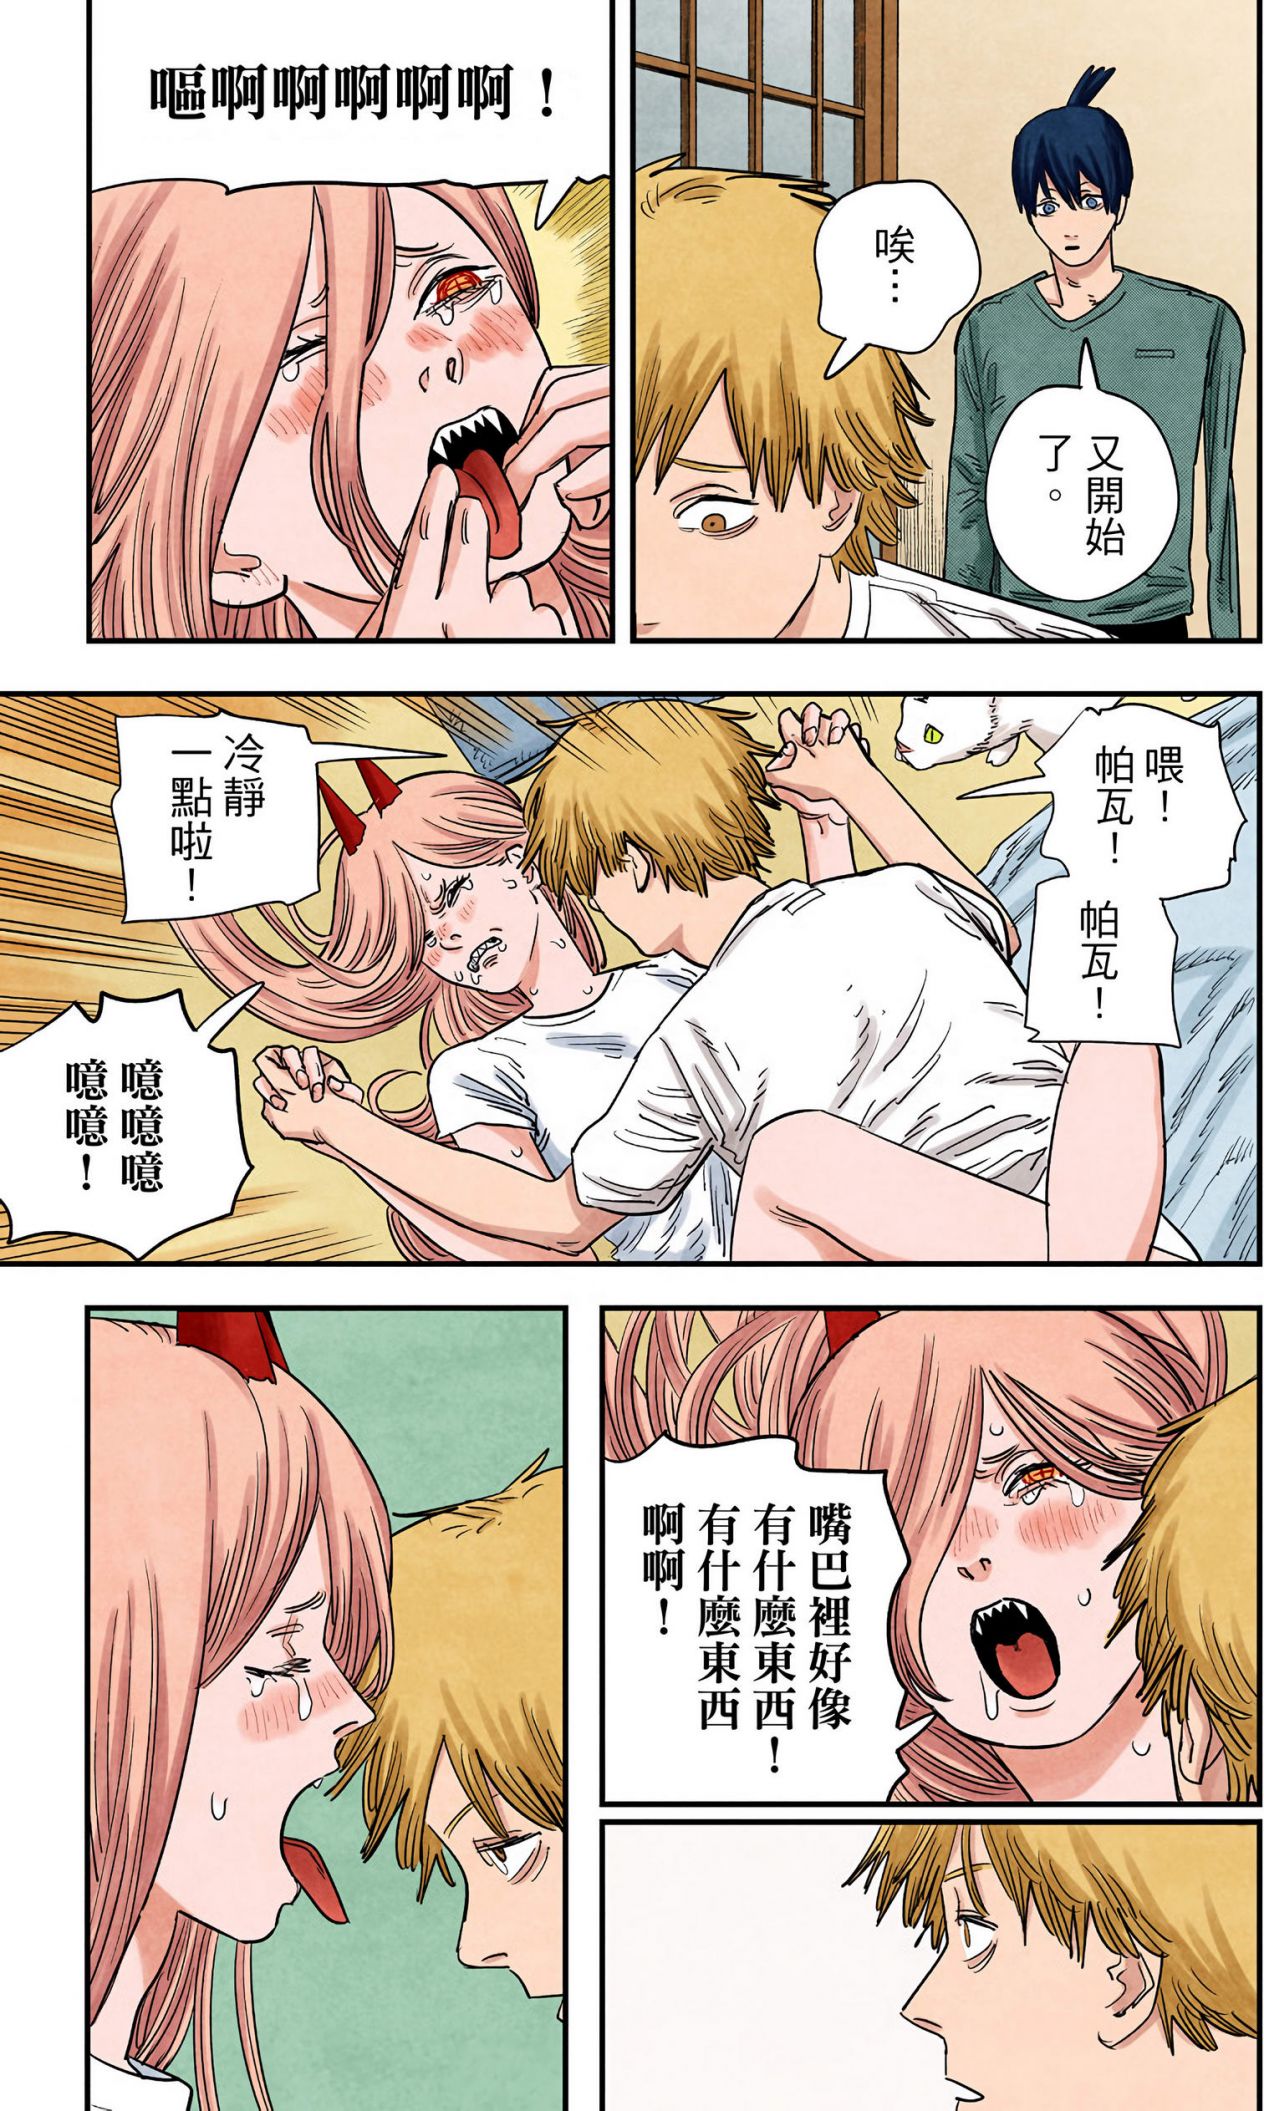 唉…
又開始
了。
嘔啊啊啊啊啊！
喂！
帕瓦！帕瓦！
冷靜
一點啦！
噫噫噫
噫噫！
嘴巴裡好像
有什麼東西！
有什麼東西
啊啊！